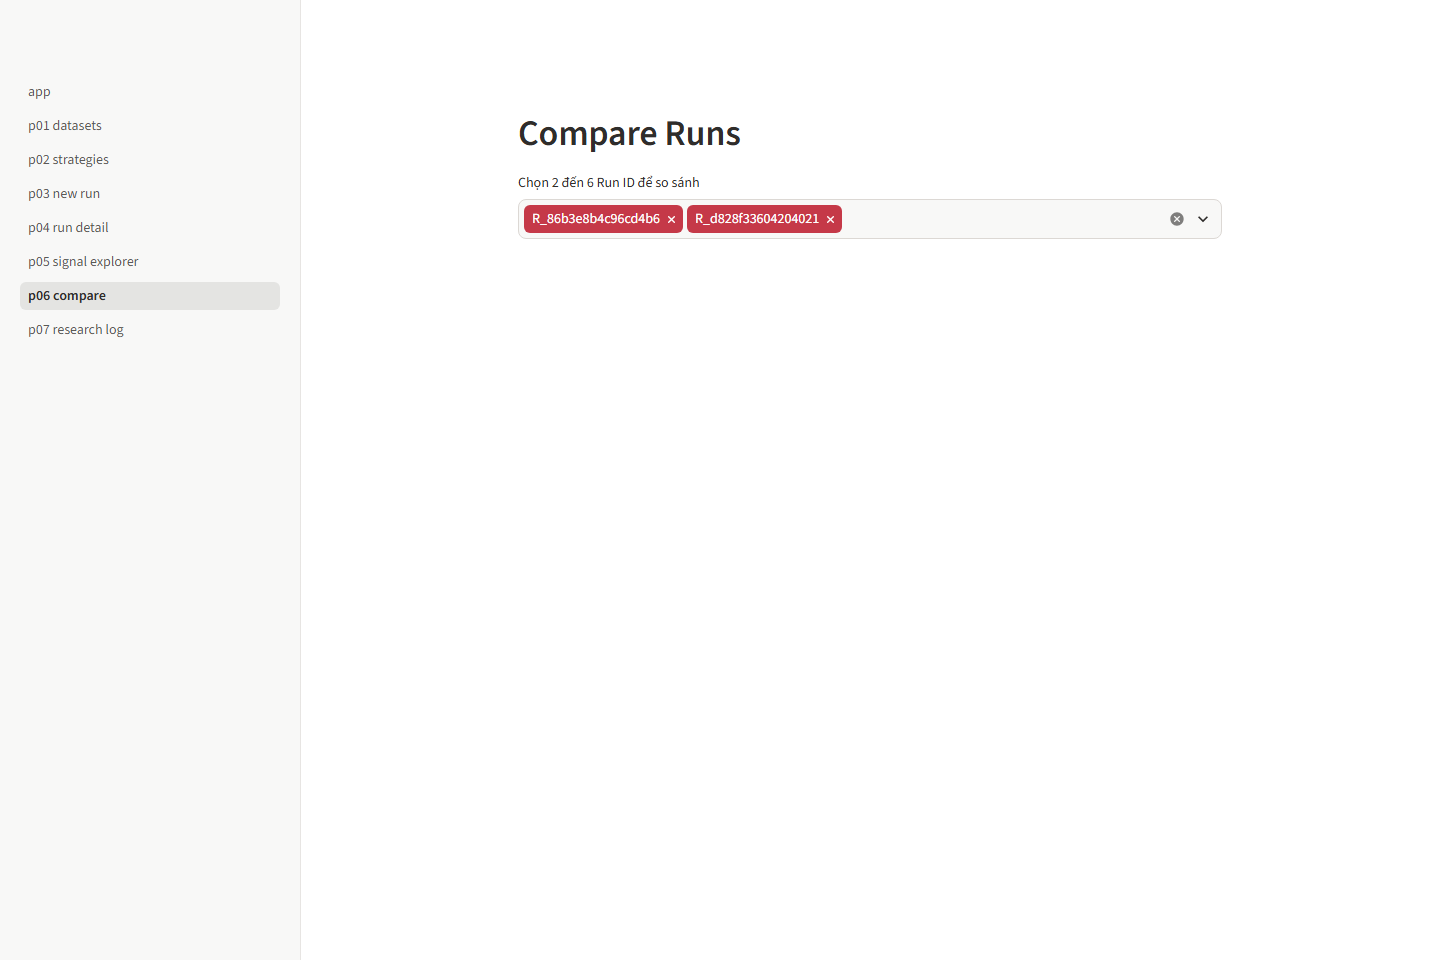 app
p01 datasets
p02 strategies
p03 new run
p04 run detail
p05 signal explorer
p06 compare
p07 research log
Compare Runs
Chọn 2 đến 6 Run ID để so sánh
R_86b3e8b4c96cd4b6 × R_d828f33604204021 ×